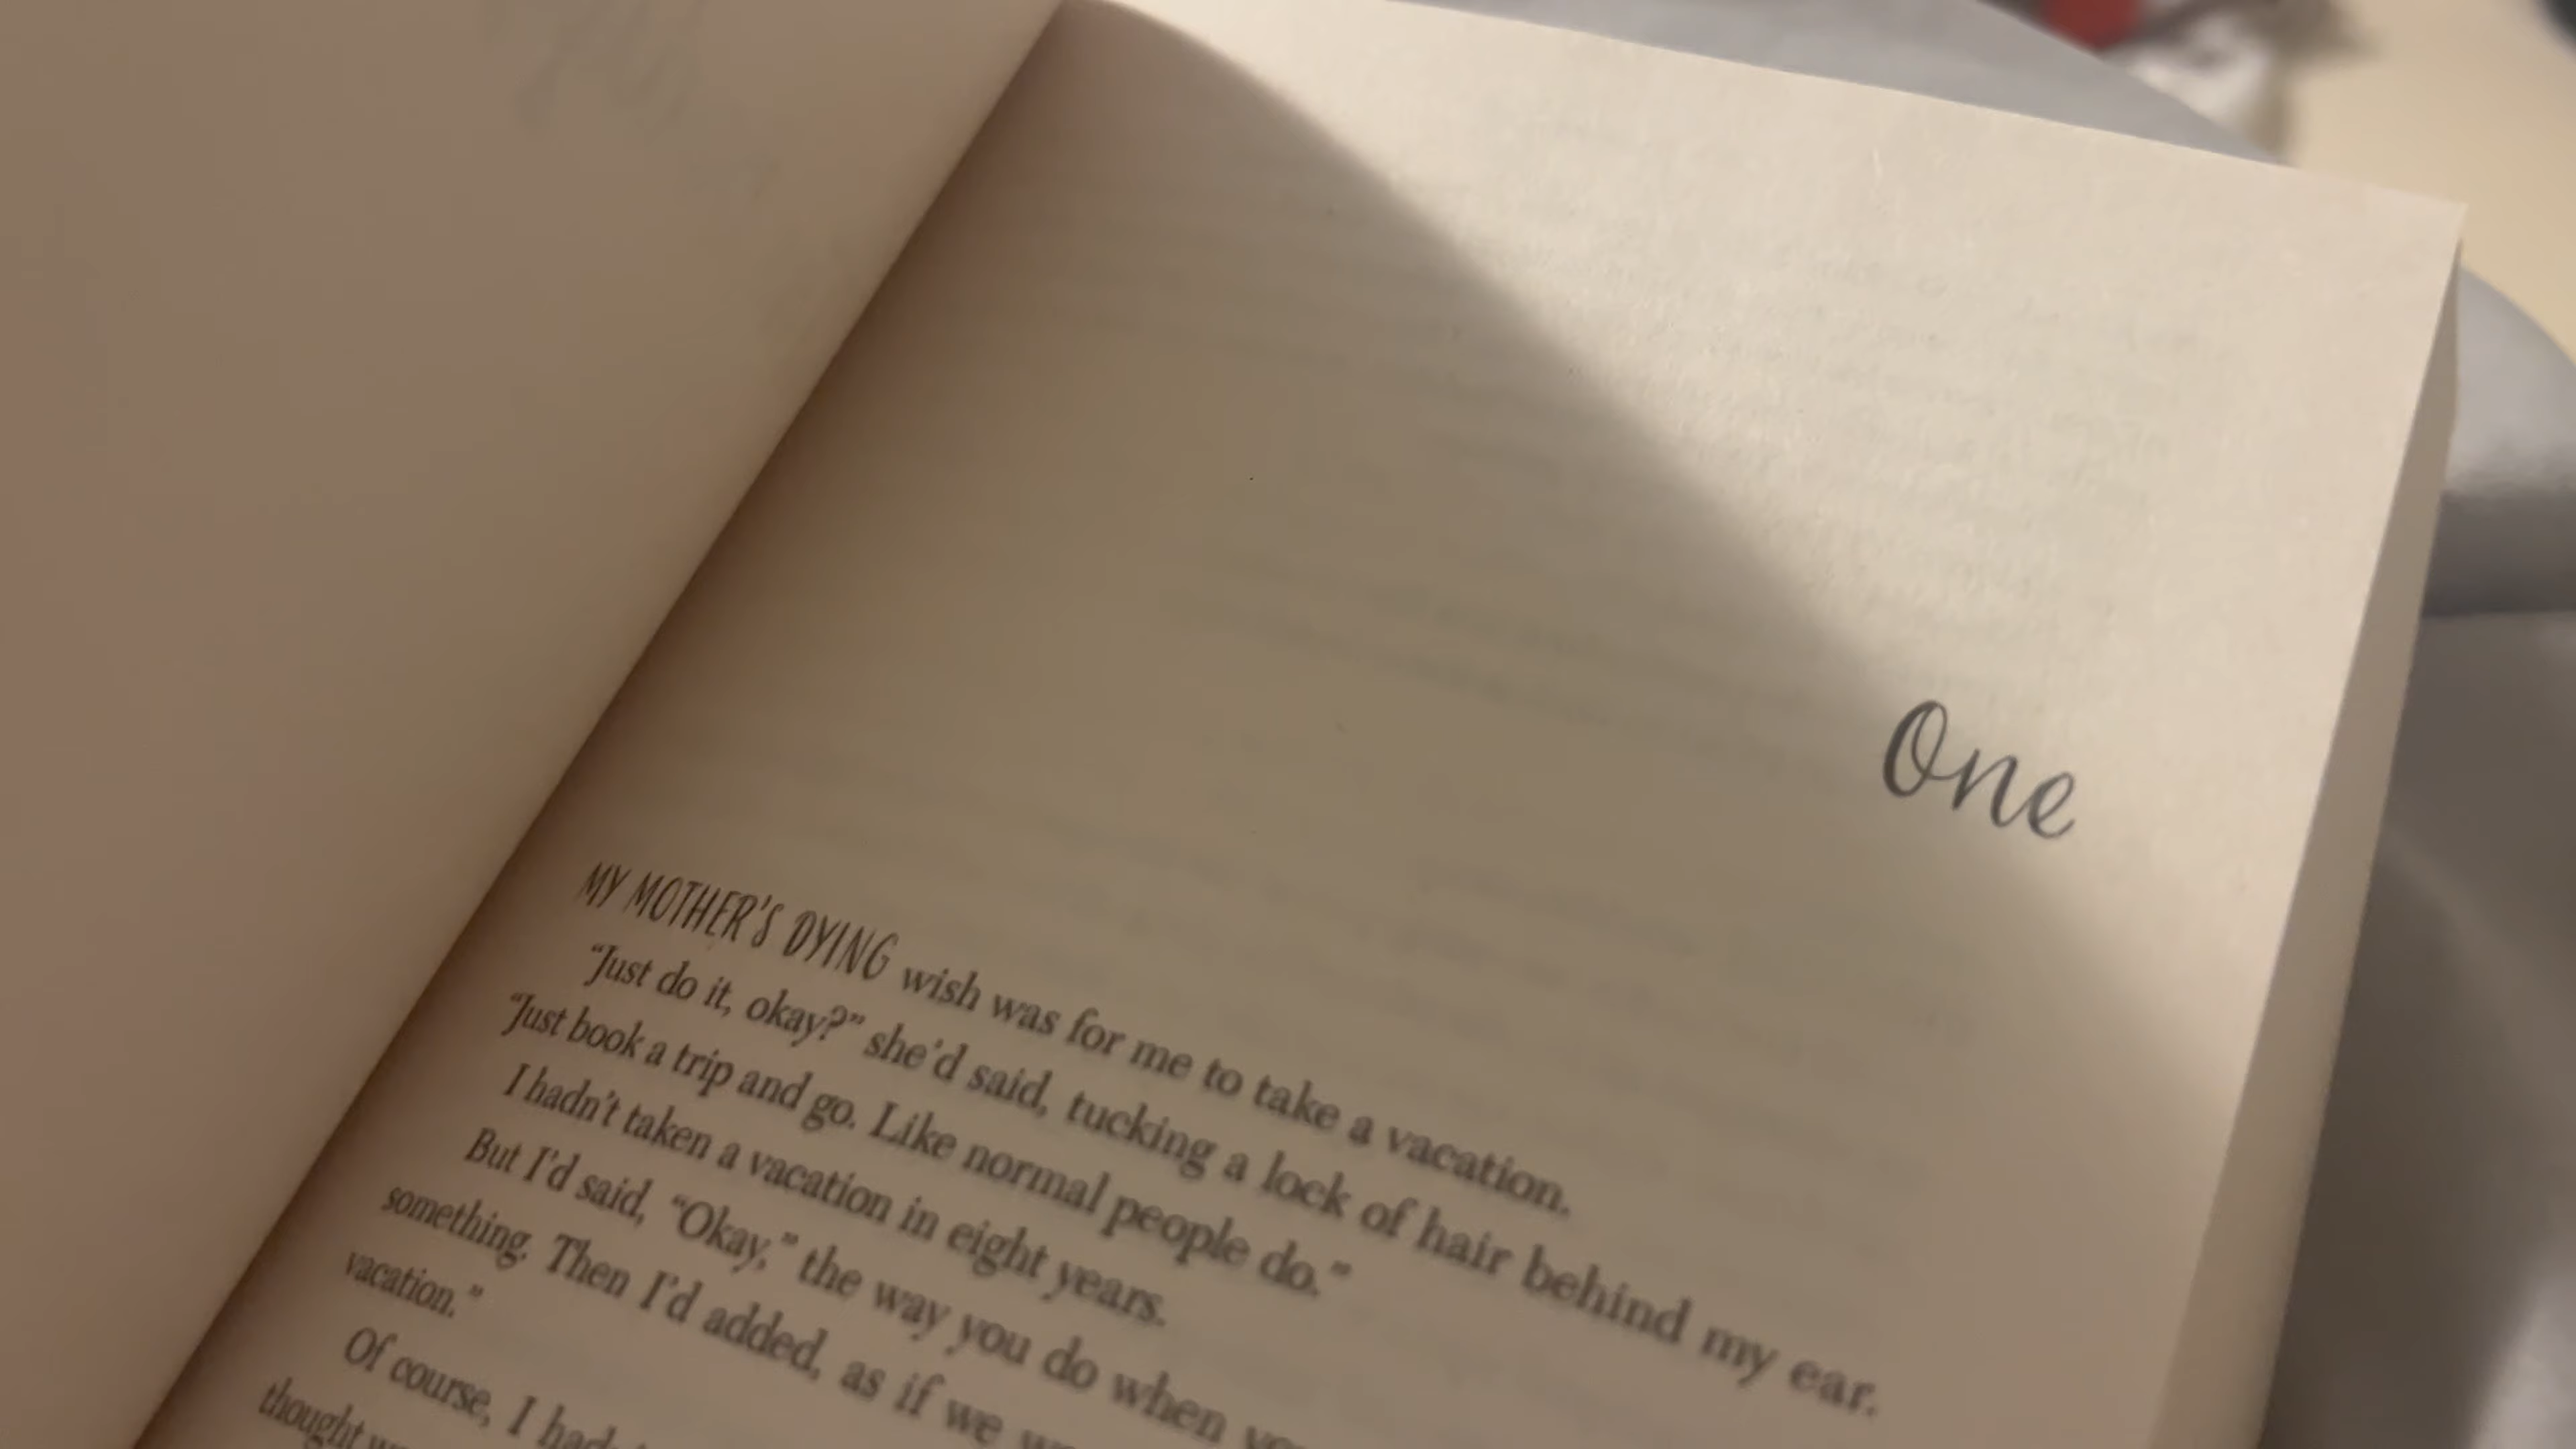 One
MY MOTHER'S DYING wish was for me to take a vacation.
“Just do it, okay?” she'd said, tucking a lock of hair behind my ear.
“Just book a trip and go. Like normal people do.”
I hadn't taken a vacation in eight years.
But I'd said, “Okay,” the way you do when
something. Then I'd added, as if we
vacation.”
Of course, I
thought